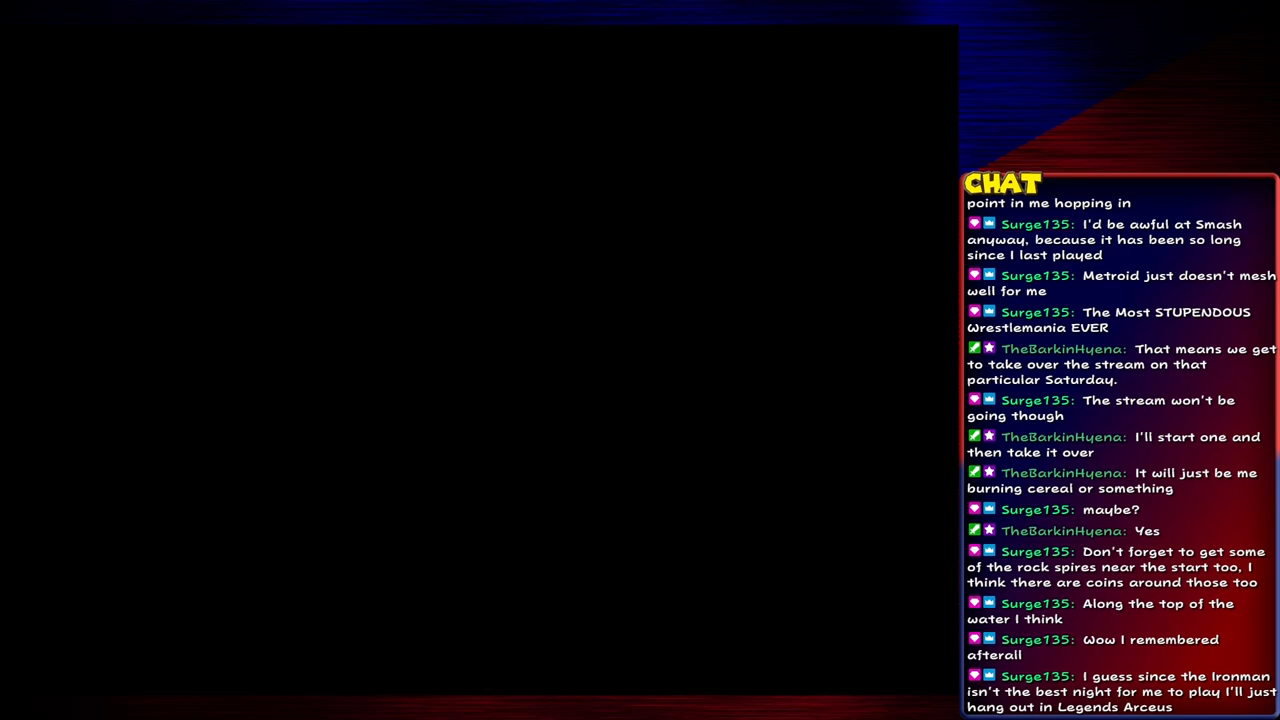 CHAT
point in me hopping in
Surge135: I'd be awful at Smash
anyway, because it has been so long
since I last played
Surge135: Metroid just doesn't mesh
well for me
Surge135: The Most STUPENDOUS
Wrestlemania EVER
TheBarkinHyena: That means we get
to take over the stream on that
particular Saturday.
Surge135: The stream won't be
going though
TheBarkinHyena: I'll start one and
then take it over
TheBarkinHyena: It will just be me
burning cereal or something
Surge135: maybe?
TheBarkinHyena: Yes
Surge135: Don't forget to get some
of the rock spires near the start too, I
think there are coins around those too
Surge135: Along the top of the
water I think
Surge135: Wow I remembered
afterall
Surge135: I guess since the Ironman
isn't the best night for me to play I'll just
hang out in Legends Arceus